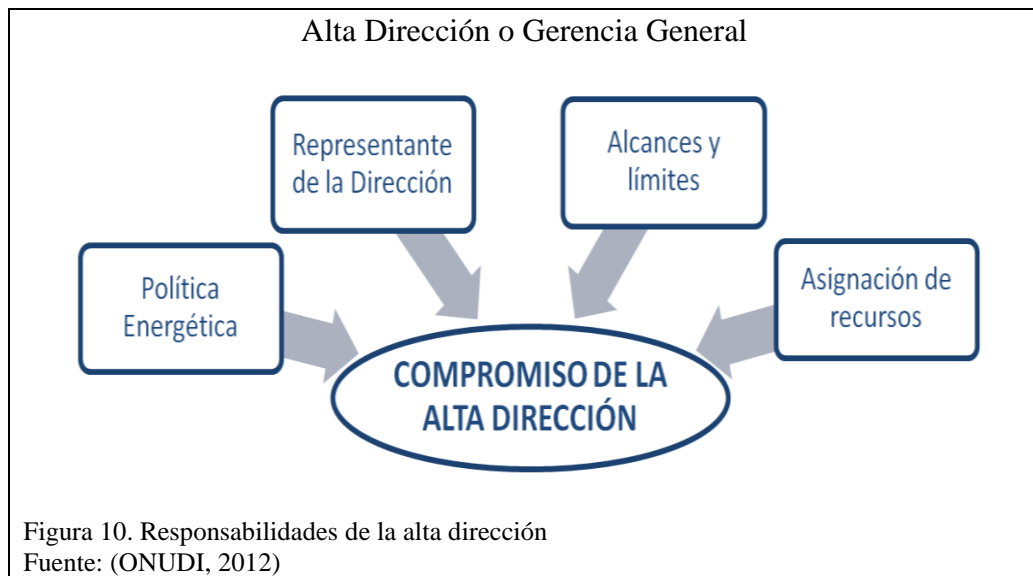 Alta Dirección o Gerencia General
Representante
de la Dirección
Alcances y
límites
Política
Energética
Asignación de
recursos
COMPROMISO DE LA
ALTA DIRECCIÓN
Figura 10. Responsabilidades de la alta dirección
Fuente: (ONUDI, 2012)